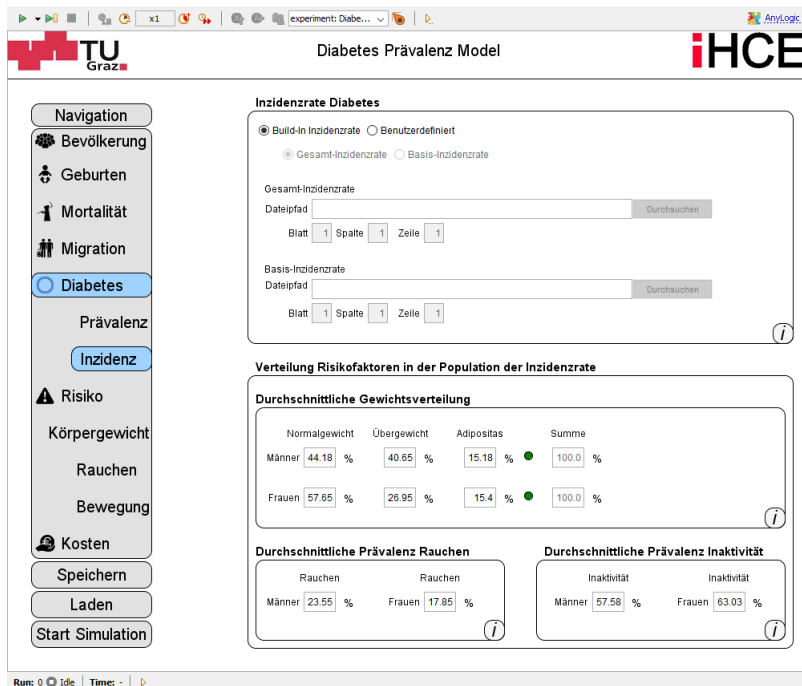 x1 experiment: Diabe... AnyLogic
TU Graz
Diabetes Prävalenz Model
iHCE
Navigation
Bevölkerung
Geburten
Mortalität
Migration
Diabetes
Prävalenz
Inzidenz
Risiko
Körpergewicht
Rauchen
Bewegung
Kosten
Speichern
Laden
Start Simulation
Inzidenzrate Diabetes
Build-In Inzidenzrate Benutzerdefiniert
Gesamt-Inzidenzrate Basis-Inzidenzrate
Gesamt-Inzidenzrate
Dateipfad Durchsuchen
Blatt 1 Spalte 1 Zeile 1
Basis-Inzidenzrate
Dateipfad Durchsuchen
Blatt 1 Spalte 1 Zeile 1
i
Verteilung Risikofaktoren in der Population der Inzidenzrate
Durchschnittliche Gewichtsverteilung
Normalgewicht Übergewicht Adipositas Summe
Männer 44.18 % 40.65 % 15.18 % 100.0 %
Frauen 57.65 % 26.95 % 15.4 % 100.0 %
i
Durchschnittliche Prävalenz Rauchen
Rauchen Rauchen
Männer 23.55 % Frauen 17.85 %
i
Durchschnittliche Prävalenz Inaktivität
Inaktivität Inaktivität
Männer 57.58 % Frauen 63.03 %
i
Run: 0 Idle Time: -